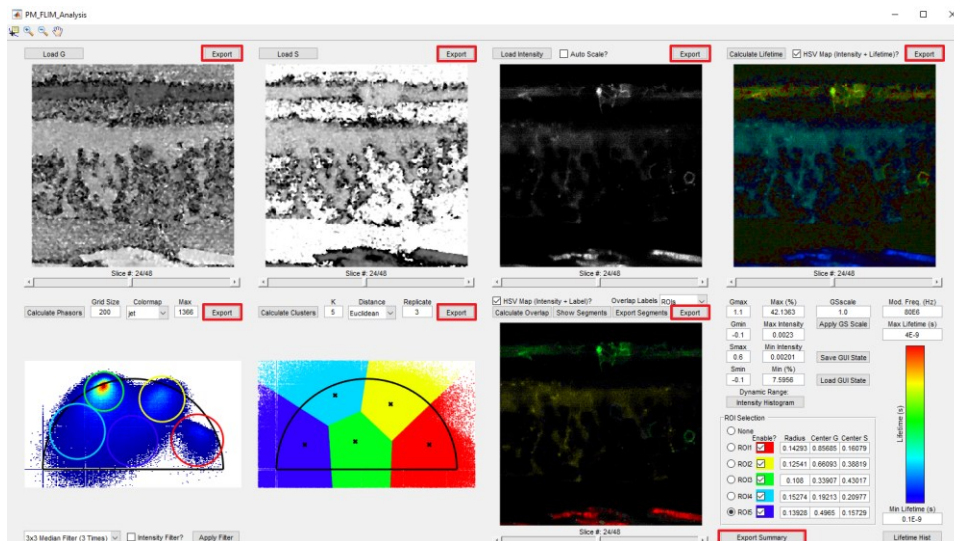 PM_FLIM_Analysis
Load G
Export
Load S
Export
Load Intensity
Auto Scale?
Export
Calculate Lifetime
HSV Map (Intensity + Lifetime)?
Export
Slice #: 24/48
Slice #: 24/48
Slice #: 24/48
Slice #: 24/48
Calculate Phasors
Grid Size
200
Colormap
jet
Max
1366
Export
Calculate Clusters
K
5
Distance
Euclidean
Replicate
3
Export
HSV Map (Intensity + Label)?
Overlap Labels
ROIs
Calculate Overlap
Show Segments
Export Segments
Export
Gmax
1.1
Gmin
-0.1
Smax
0.6
Smin
-0.1
Max (%)
42.1363
Max Intensity
0.0023
Min Intensity
0.00201
Min (%)
7.5956
Dynamic Range:
Intensity Histogram
GSscale
1.0
Apply GS Scale
Save GUI State
Load GUI State
Mod. Freq. (Hz)
80E6
Max Lifetime (s)
4E-9
Lifetime (s)
Min Lifetime (s)
0.1E-9
Lifetime Hist
ROI Selection
None
Enable? Radius Center G Center S
ROI1 0.14293 0.85685 0.16079
ROI2 0.12541 0.66093 0.38819
ROI3 0.108 0.33907 0.43017
ROI4 0.15274 0.19213 0.20977
ROI5 0.13928 0.4965 0.15729
3x3 Median Filter (3 Times)
Intensity Filter?
Apply Filter
Slice #: 24/48
Export Summary